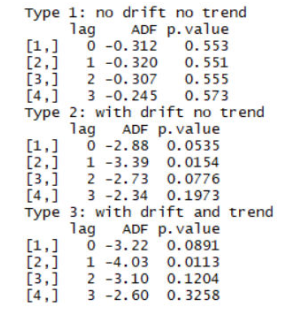 Type 1: no drift no trend
lag ADF p.value
[1,] 0 -0.312 0.553
[2,] 1 -0.320 0.551
[3,] 2 -0.307 0.555
[4,] 3 -0.245 0.573
Type 2: with drift no trend
lag ADF p.value
[1,] 0 -2.88 0.0535
[2,] 1 -3.39 0.0154
[3,] 2 -2.73 0.0776
[4,] 3 -2.34 0.1973
Type 3: with drift and trend
lag ADF p.value
[1,] 0 -3.22 0.0891
[2,] 1 -4.03 0.0113
[3,] 2 -3.10 0.1204
[4,] 3 -2.60 0.3258